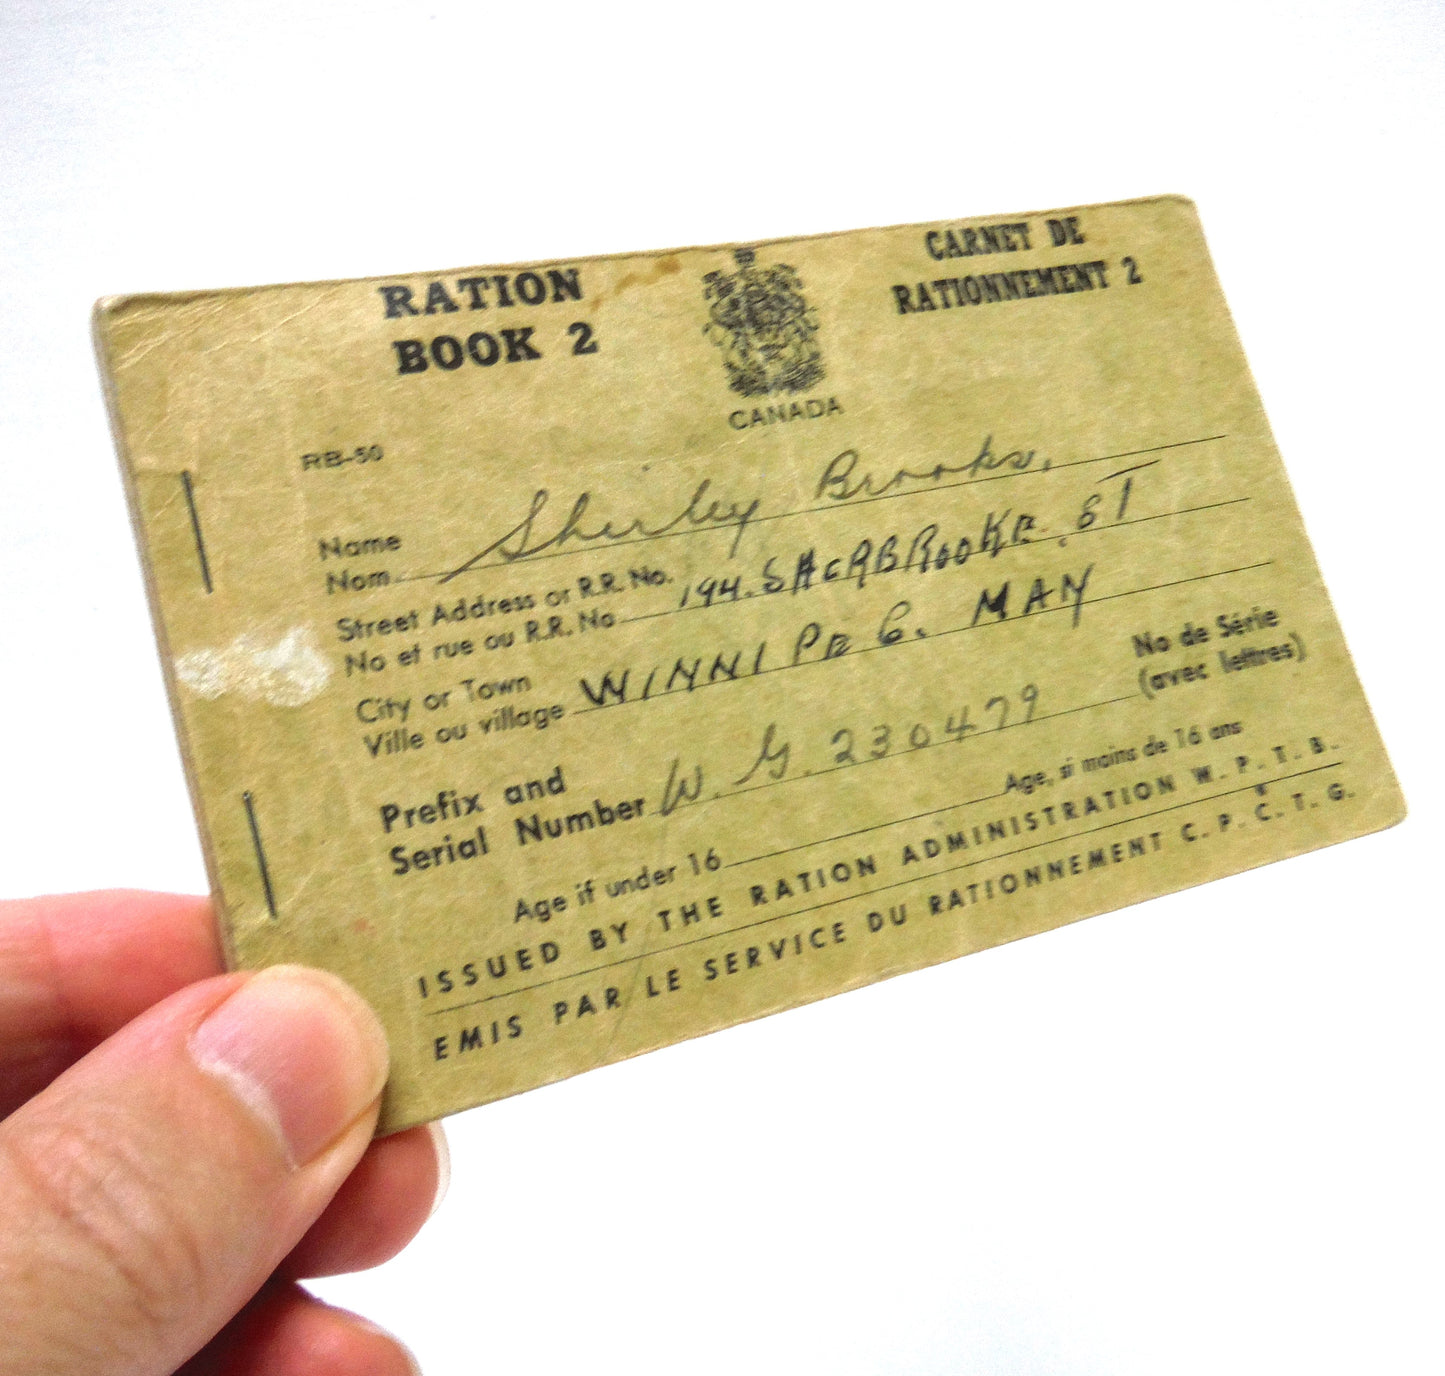 RATION
BOOK 2
CANADA
CARNET DE
RATIONNEMENT 2
RB-50
Name
Nom
Shirley Brooks.
Street Address or R.R. No.
No et rue ou R.R. No
194. SHERBROOKE. ST
City or Town
Ville ou village
WINNIPEG. MAN
Prefix and
Serial Number
W. G. 230479
No de Série
(avec lettres)
Age if under 16
Age, si moins de 16 ans
ISSUED BY THE RATION ADMINISTRATION W. P. T. B.
EMIS PAR LE SERVICE DU RATIONNEMENT C. P. & C. T. G.